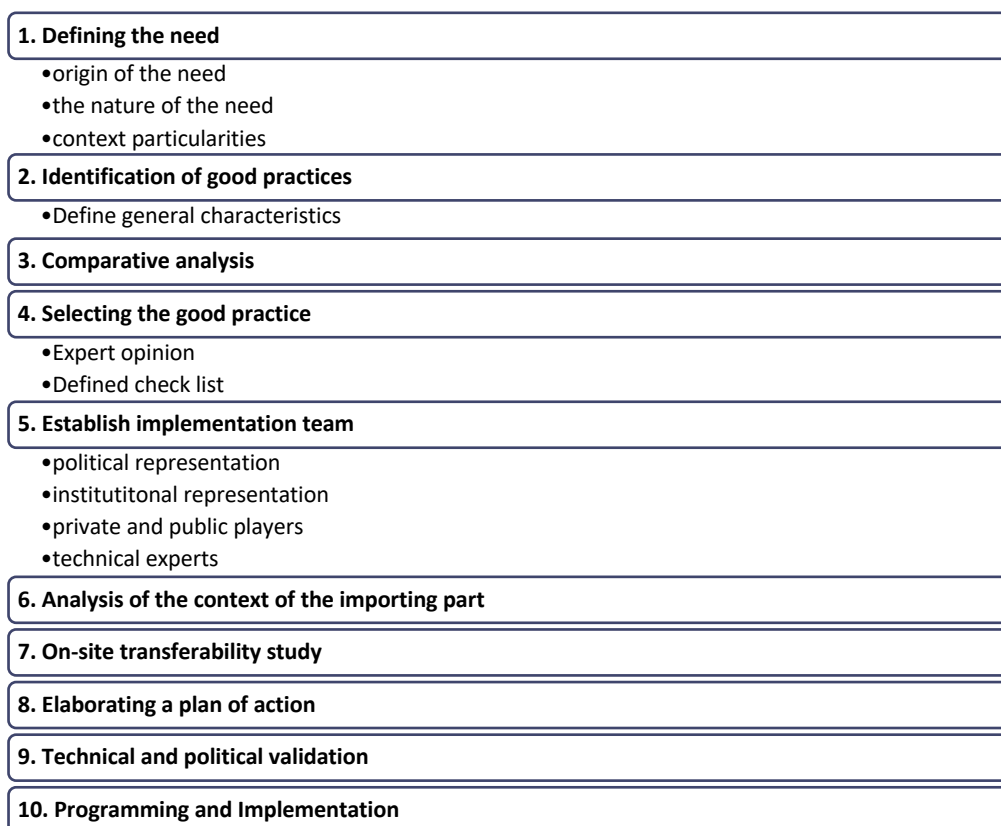 1. Defining the need
•origin of the need
•the nature of the need
•context particularities
2. Identification of good practices
•Define general characteristics
3. Comparative analysis
4. Selecting the good practice
•Expert opinion
•Defined check list
5. Establish implementation team
•political representation
•institutitonal representation
•private and public players
•technical experts
6. Analysis of the context of the importing part
7. On-site transferability study
8. Elaborating a plan of action
9. Technical and political validation
10. Programming and Implementation